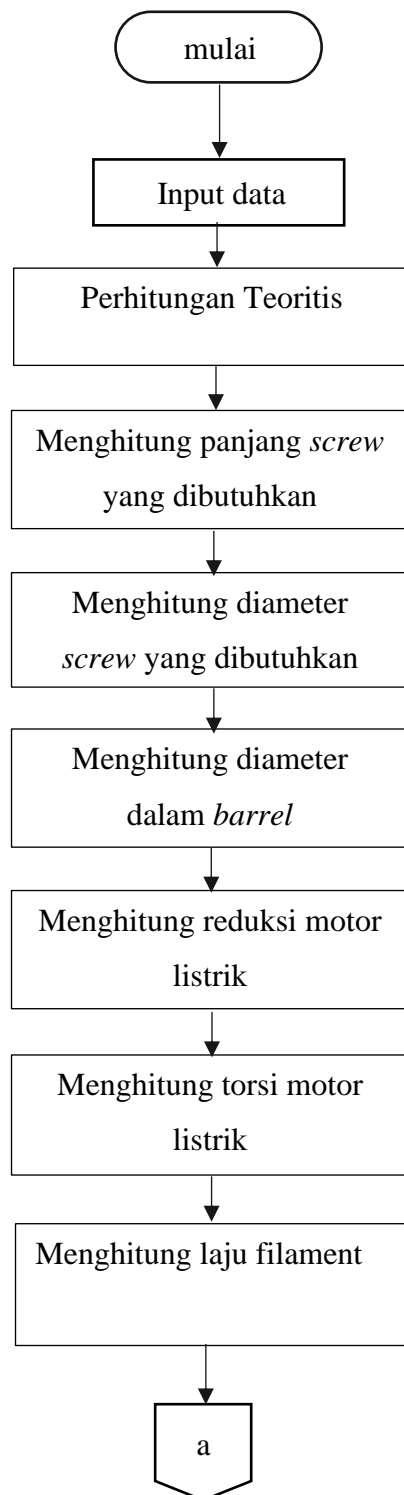 mulai
Input data
Perhitungan Teoritis
Menghitung panjang screw
yang dibutuhkan
Menghitung diameter
screw yang dibutuhkan
Menghitung diameter
dalam barrel
Menghitung reduksi motor
listrik
Menghitung torsi motor
listrik
Menghitung laju filament
a